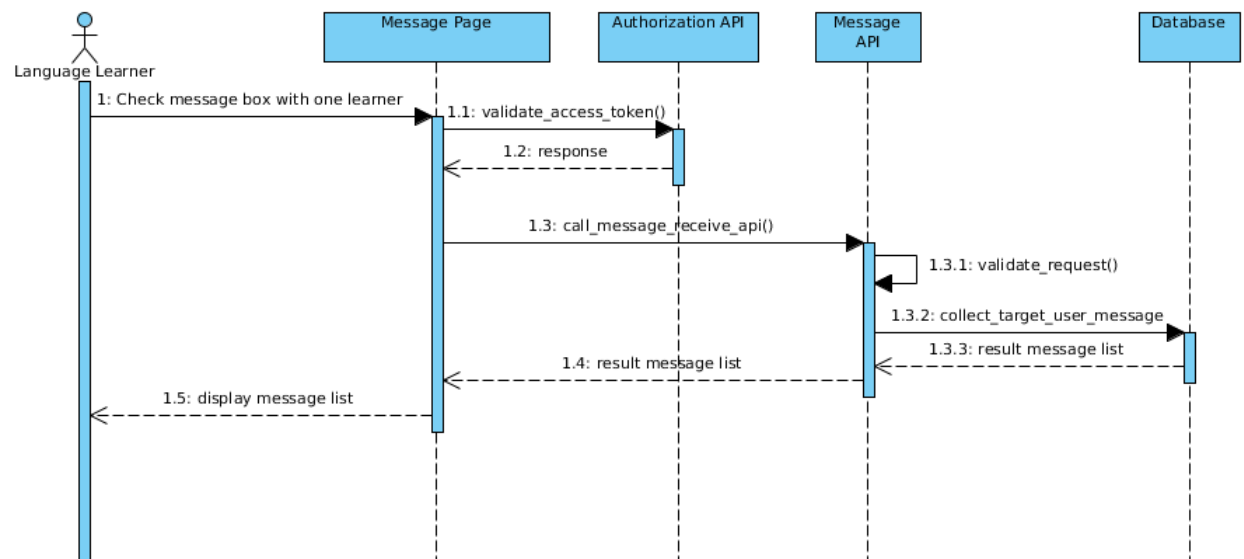 Message Page
Authorization API
Message
API
Database
Language Learner
1: Check message box with one learner
1.1: validate_access_token()
1.2: response
1.3: call_message_receive_api()
1.3.1: validate_request()
1.3.2: collect_target_user_message
1.3.3: result message list
1.4: result message list
1.5: display message list